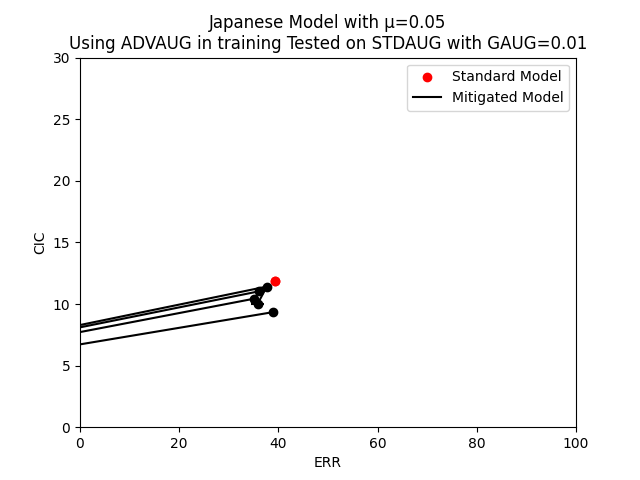 Japanese Model with μ=0.05
Using ADVAUG in training Tested on STDAUG with GAUG=0.01
30
25
20
15
10
5
0
CIC
Standard Model
Mitigated Model
0 20 40 60 80 100
ERR